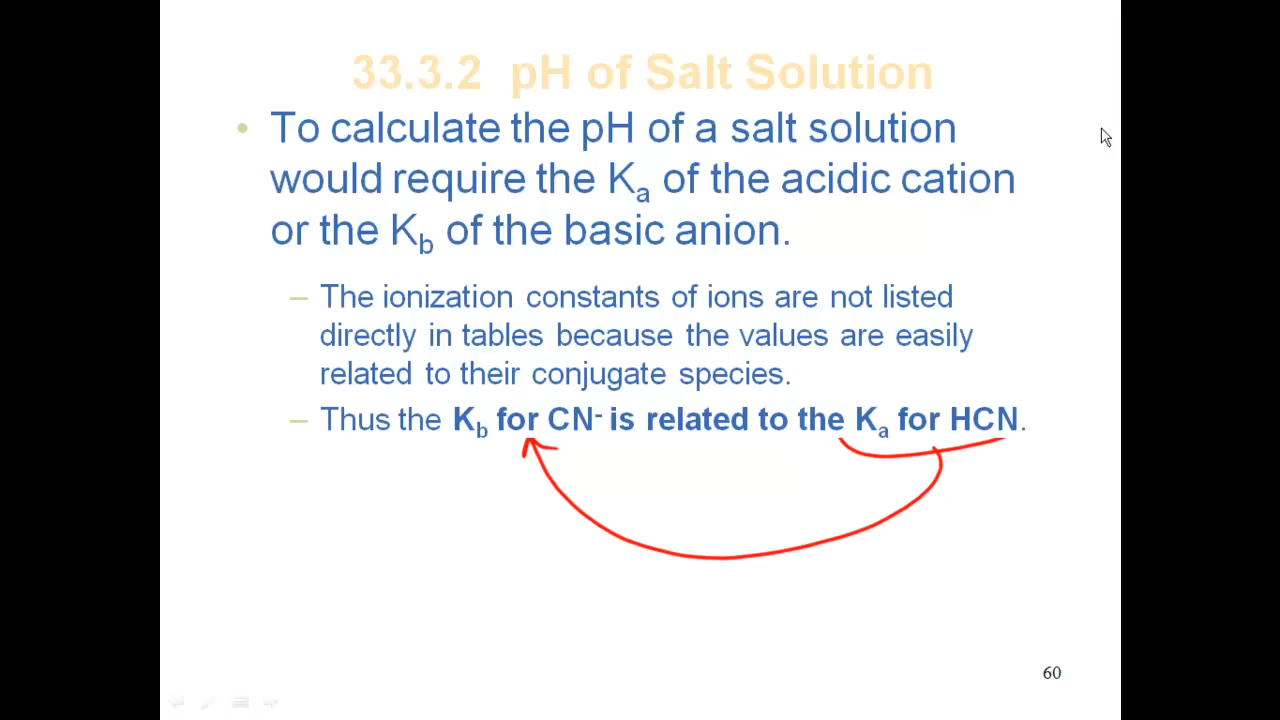 33.3.2 pH of Salt Solution
• To calculate the pH of a salt solution
would require the Ka of the acidic cation
or the Kb of the basic anion.
– The ionization constants of ions are not listed
directly in tables because the values are easily
related to their conjugate species.
– Thus the Kb for CN- is related to the Ka for HCN.
60